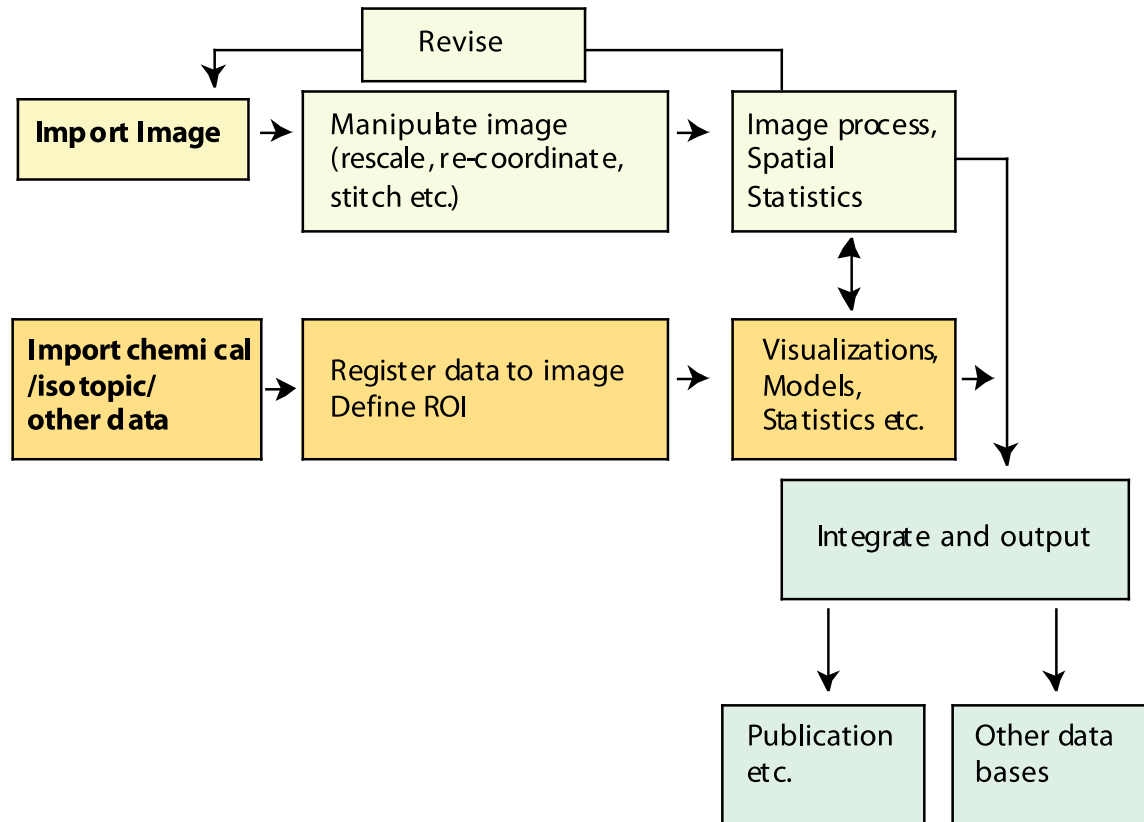 Revise
Import Image
Manipulate image
(rescale, re-coordinate,
stitch etc.)
Image process,
Spatial
Statistics
Import chemical
/isotopic/
other data
Register data to image
Define ROI
Visualizations,
Models,
Statistics etc.
Integrate and output
Publication
etc.
Other data
bases